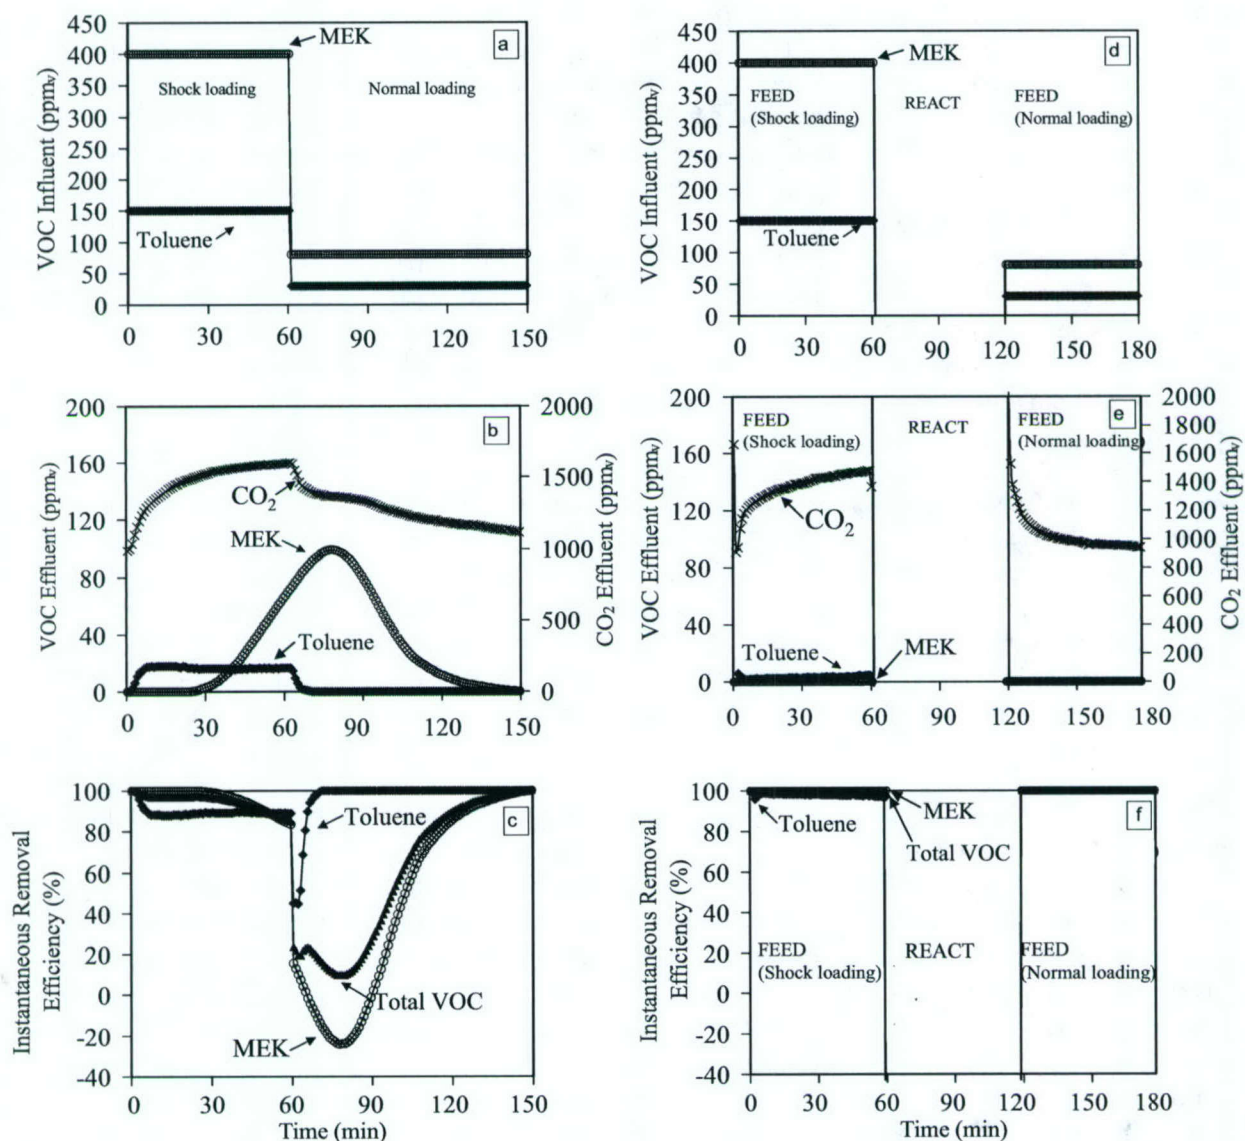 a
VOC Influent (ppmv)
450
400
350
300
250
200
150
100
50
0
MEK
Shock loading
Normal loading
Toluene
0 30 60 90 120 150
d
VOC Influent (ppmv)
450
400
350
300
250
200
150
100
50
0
MEK
FEED
(Shock loading)
REACT
FEED
(Normal loading)
Toluene
0 30 60 90 120 150 180
b
VOC Effluent (ppmv)
200
160
120
80
40
0
CO2
MEK
Toluene
2000
1500
1000
500
0
CO2 Effluent (ppmv)
0 30 60 90 120 150
e
VOC Effluent (ppmv)
200
160
120
80
40
0
FEED
(Shock loading)
REACT
FEED
(Normal loading)
CO2
Toluene
MEK
2000
1800
1600
1400
1200
1000
800
600
400
200
0
CO2 Effluent (ppmv)
0 30 60 90 120 150 180
c
Instantaneous Removal
Efficiency (%)
100
80
60
40
20
0
-20
-40
Toluene
Total VOC
MEK
0 30 60 90 120 150
Time (min)
f
Instantaneous Removal
Efficiency (%)
100
80
60
40
20
0
-20
-40
Toluene
MEK
Total VOC
FEED
(Shock loading)
REACT
FEED
(Normal loading)
0 30 60 90 120 150 180
Time (min)